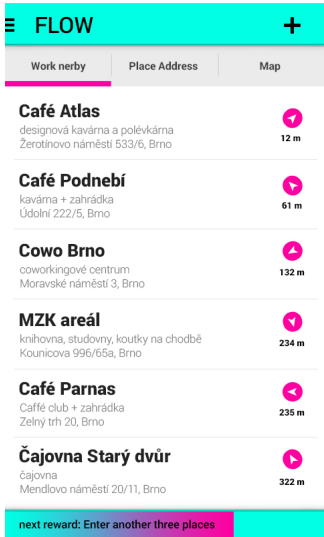 FLOW
Work nerby
Place Address
Map
Café Atlas
designová kavárna a polévkárna
Žerotínovo náměstí 533/6, Brno
12 m
Café Podnebí
kavárna + zahrádka
Údolní 222/5, Brno
61 m
Cowo Brno
coworkingové centrum
Moravské náměstí 3, Brno
132 m
MZK areál
knihovna, studovny, koutky na chodbě
Kounicova 996/65a, Brno
234 m
Café Parnas
Caffé club + zahrádka
Zelný trh 20, Brno
235 m
Čajovna Starý dvůr
čajovna
Mendlovo náměstí 20/11, Brno
322 m
next reward: Enter another three places